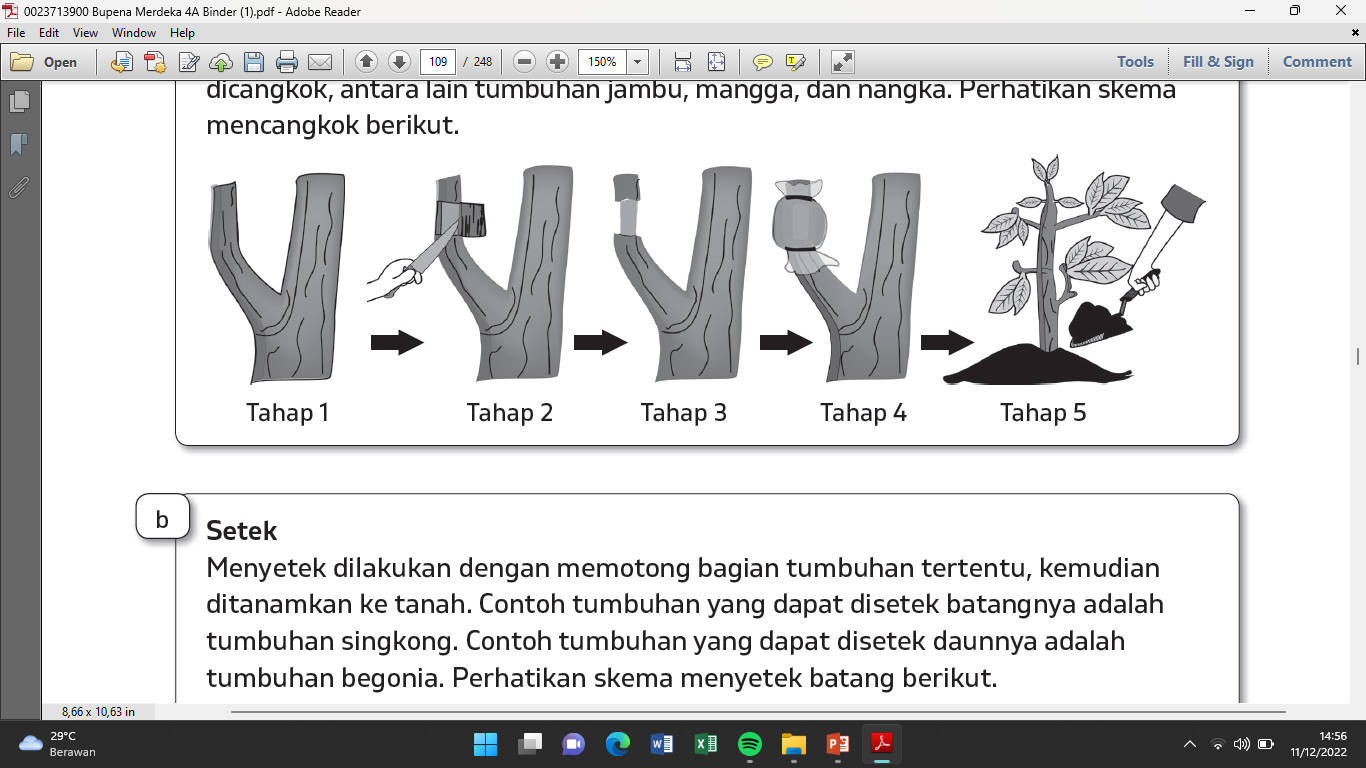 0023713900 Bupena Merdeka 4A Binder (1).pdf - Adobe Reader
File Edit View Window Help
Open 109 / 248 150% Tools Fill & Sign Comment
dicangkok, antara lain tumbuhan jambu, mangga, dan nangka. Perhatikan skema
mencangkok berikut.
Tahap 1 Tahap 2 Tahap 3 Tahap 4 Tahap 5
b
Setek
Menyetek dilakukan dengan memotong bagian tumbuhan tertentu, kemudian
ditanamkan ke tanah. Contoh tumbuhan yang dapat disetek batangnya adalah
tumbuhan singkong. Contoh tumbuhan yang dapat disetek daunnya adalah
tumbuhan begonia. Perhatikan skema menyetek batang berikut.
8,66 x 10,63 in
29°C
Berawan
14:56
11/12/2022